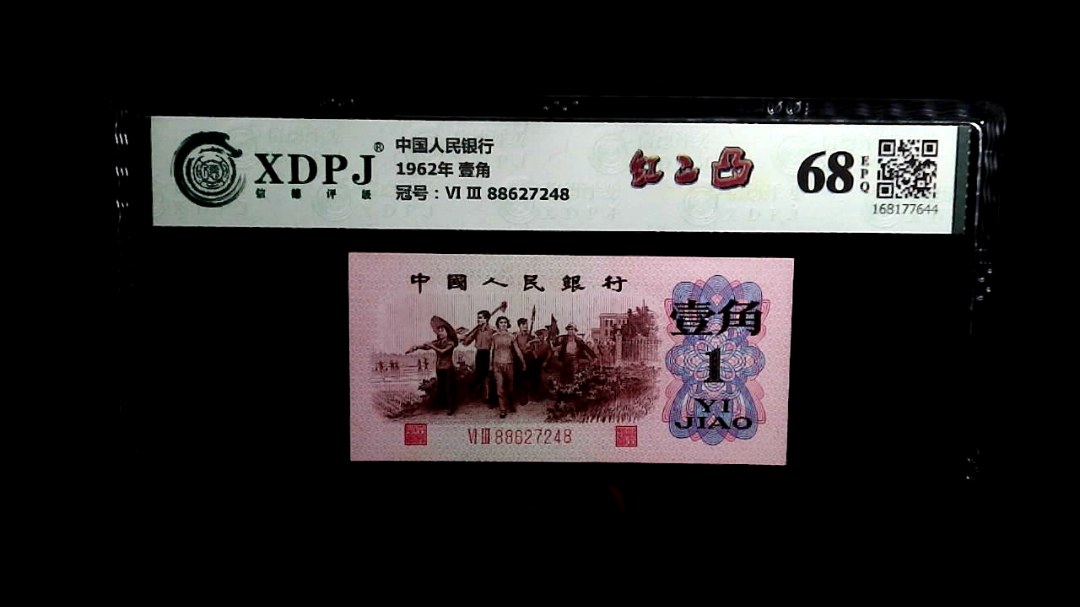 XDPJ®
信德评级
中国人民银行
1962年 壹角
冠号：Ⅵ Ⅲ 88627248
红二凸
68
EPQ
168177644
中國人民銀行
壹角
1
YI
JIAO
Ⅵ Ⅲ 88627248